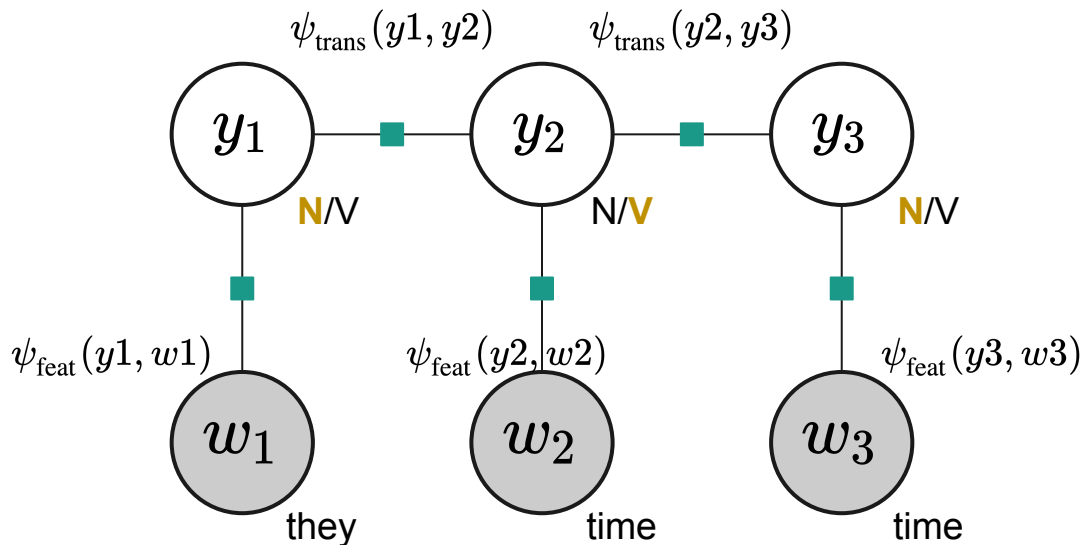 ψtrans(y1, y2) ψtrans(y2, y3)
y1 y2 y3
N/V N/V N/V
ψfeat(y1, w1) ψfeat(y2, w2) ψfeat(y3, w3)
w1 w2 w3
they time time